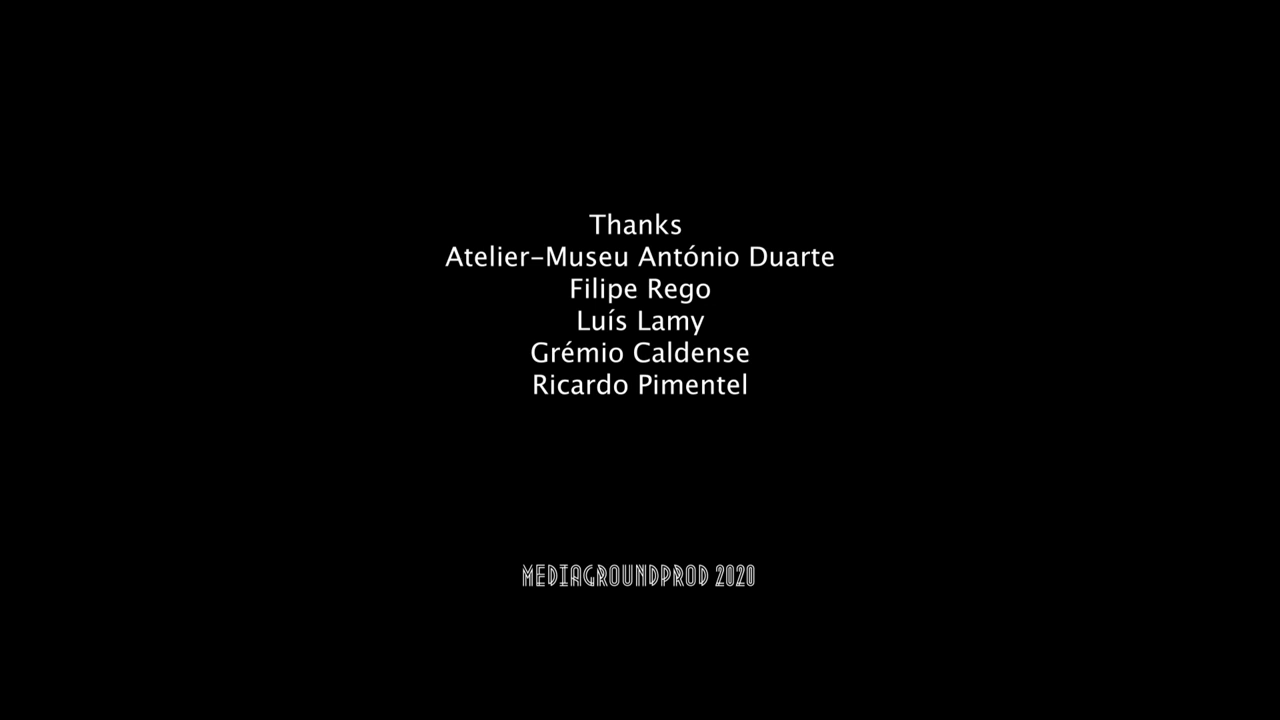 Thanks
Atelier-Museu António Duarte
Filipe Rego
Luís Lamy
Grémio Caldense
Ricardo Pimentel
MEDIAGROUNDPROD 2020